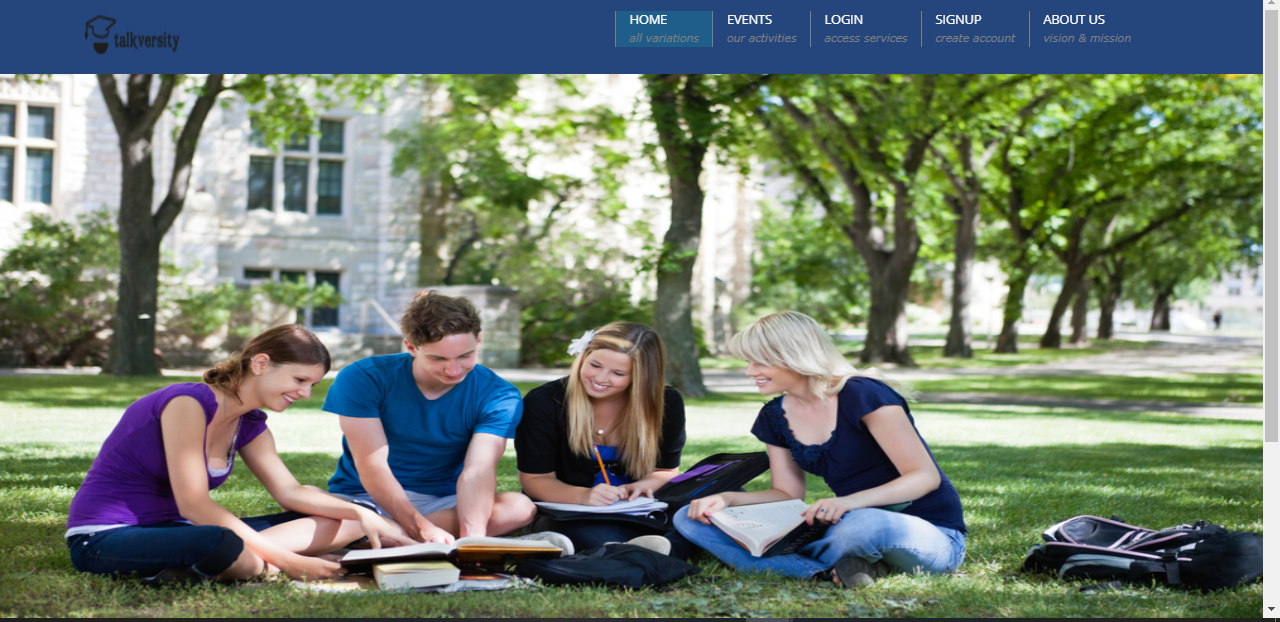 talkversity
HOME
all variations
EVENTS
our activities
LOGIN
access services
SIGNUP
create account
ABOUT US
vision & mission